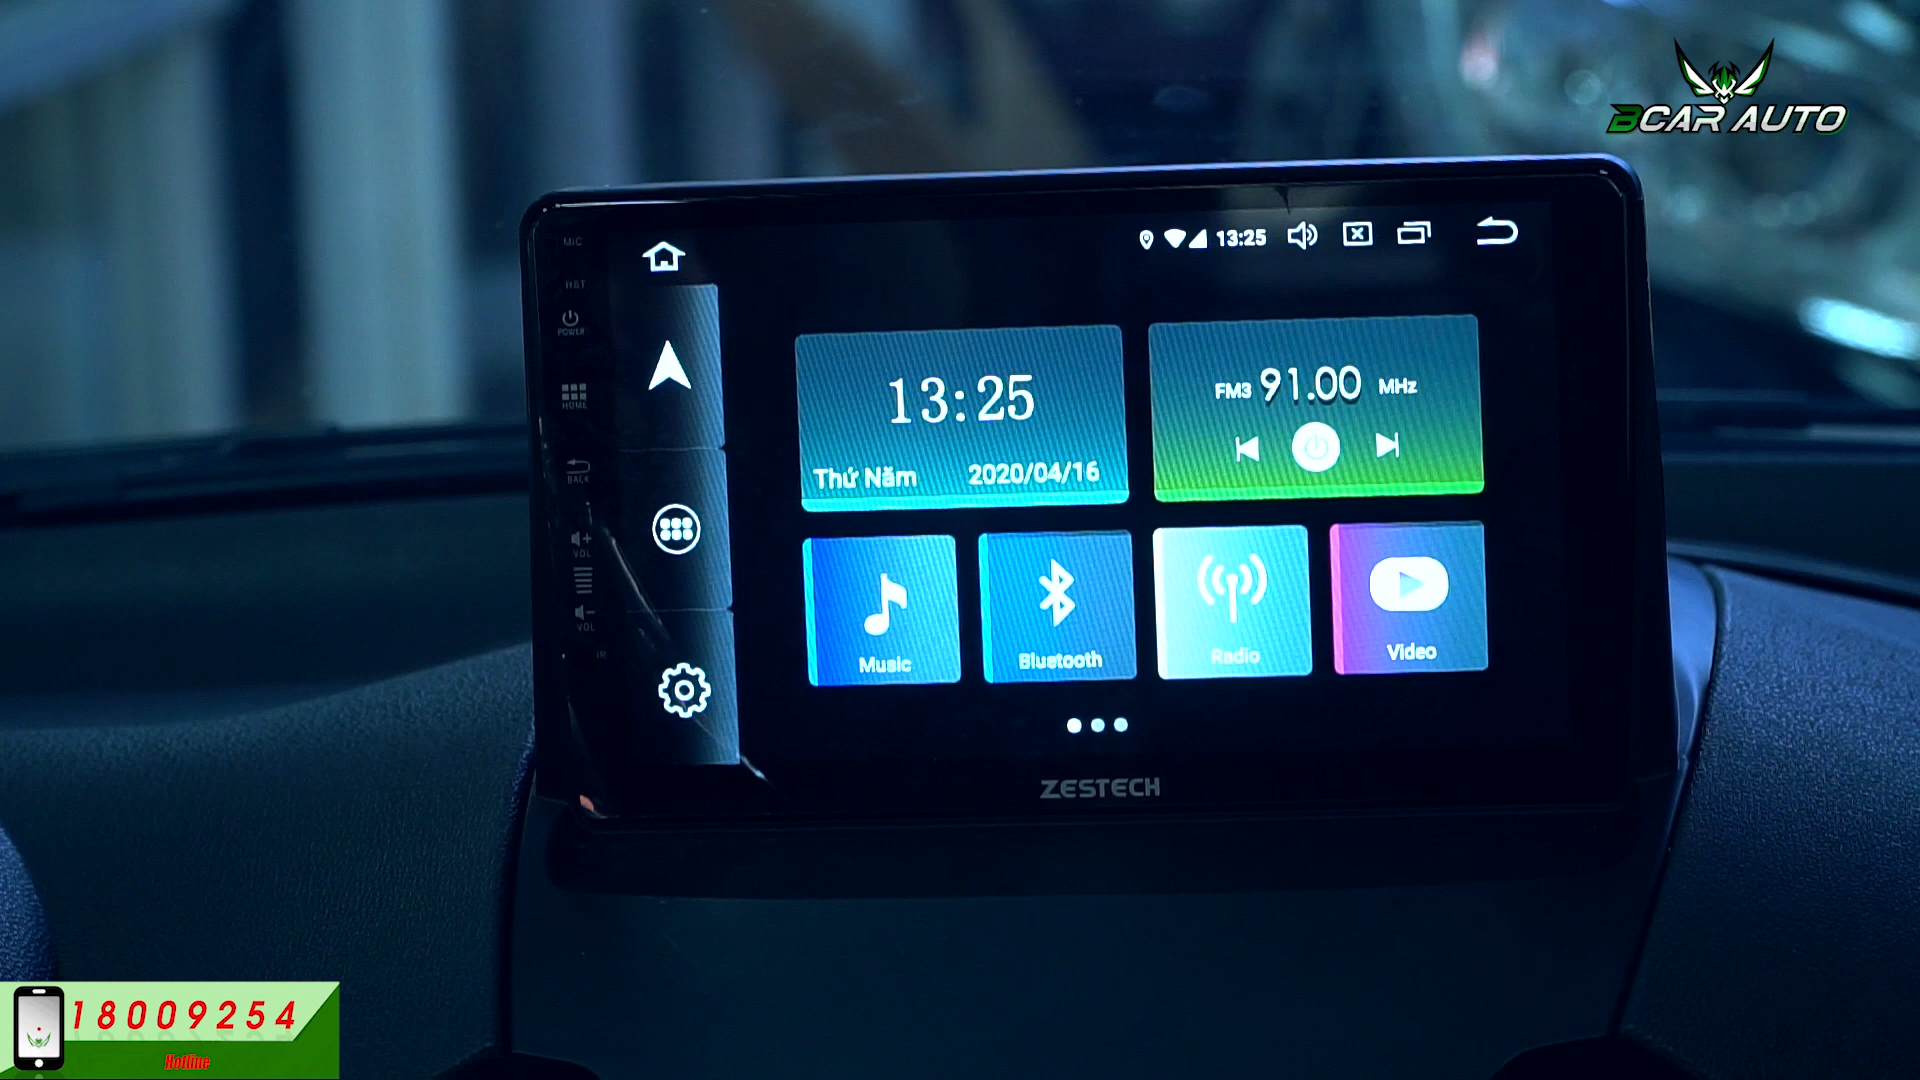 BCAR AUTO
MIC
RST
POWER
HOME
BACK
VOL
VOL
13:25
13:25
Thứ Năm 2020/04/16
FM3 91.00 MHz
Music
Bluetooth
Radio
Video
ZESTECH
18009254
Hotline